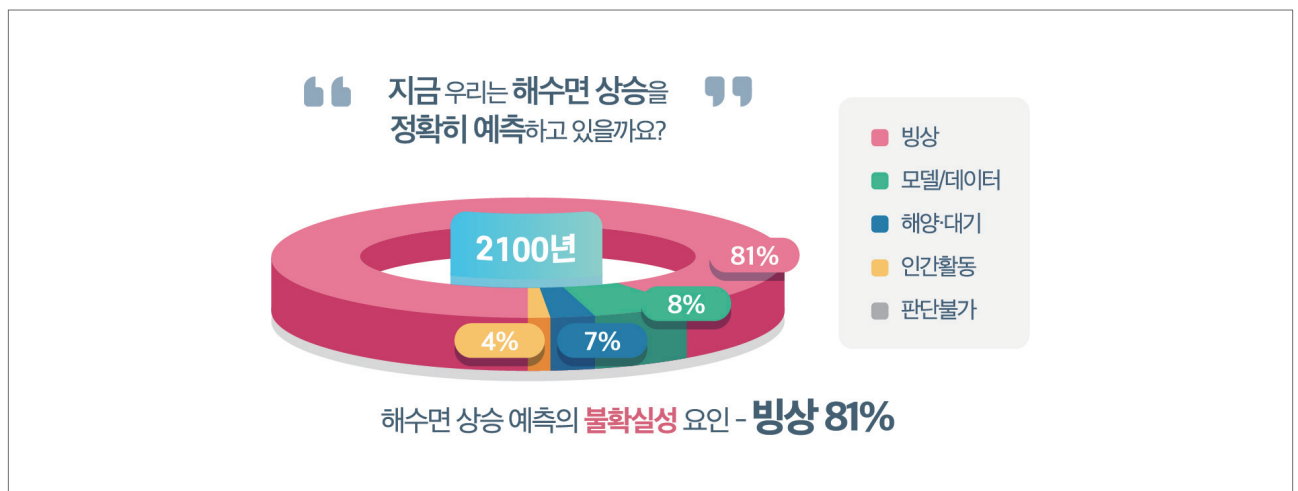 “ 지금 우리는 해수면 상승을 ”
정확히 예측하고 있을까요?
빙상
모델/데이터
해양·대기
인간활동
판단불가
2100년
81%
8%
4%
7%
해수면 상승 예측의 불확실성 요인 - 빙상 81%